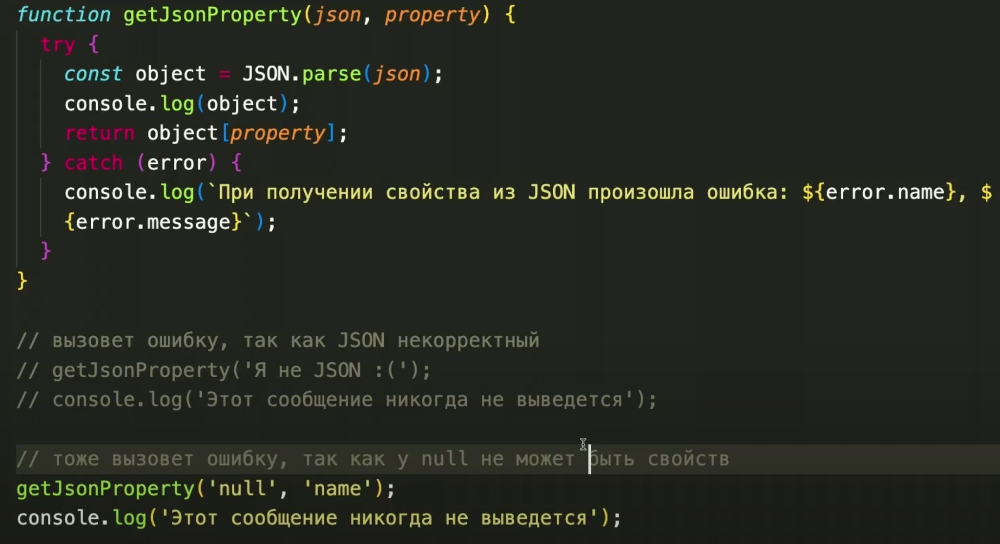 function getJsonProperty(json, property) {
try {
const object = JSON.parse(json);
console.log(object);
return object[property];
} catch (error) {
console.log(`При получении свойства из JSON произошла ошибка: ${error.name}, $
{error.message}`);
}
}
// вызовет ошибку, так как JSON некорректный
// getJsonProperty('Я не JSON :(');
// console.log('Этот сообщение никогда не выведется');
// тоже вызовет ошибку, так как у null не может быть свойств
getJsonProperty('null', 'name');
console.log('Этот сообщение никогда не выведется');